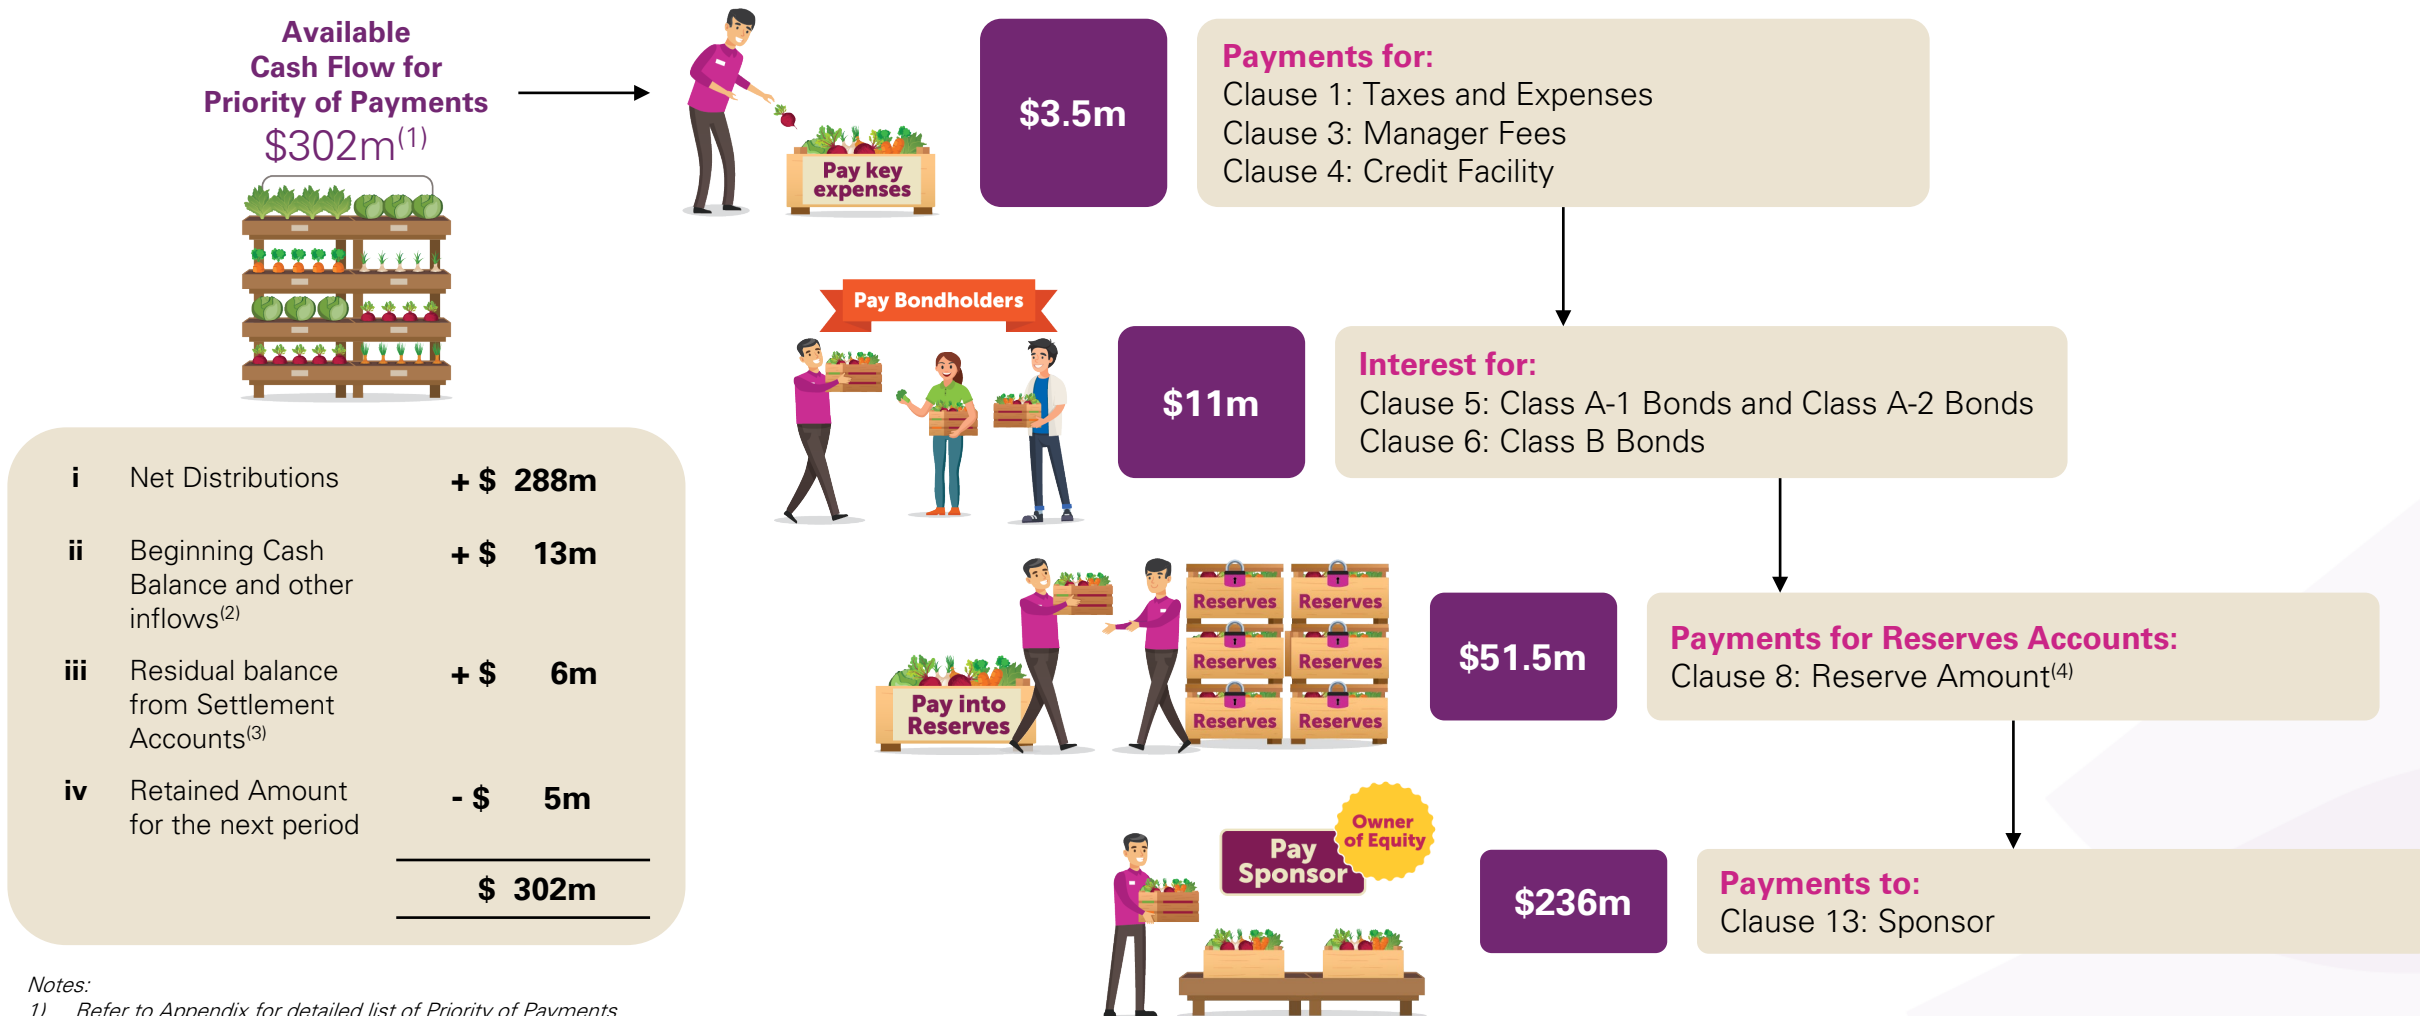 Available
Cash Flow for
Priority of Payments
$302m(1)
Pay key
expenses
$3.5m
Payments for:
Clause 1: Taxes and Expenses
Clause 3: Manager Fees
Clause 4: Credit Facility
Pay Bondholders
$11m
Interest for:
Clause 5: Class A-1 Bonds and Class A-2 Bonds
Clause 6: Class B Bonds
i Net Distributions + $ 288m
ii Beginning Cash + $ 13m
Balance and other
inflows(2)
iii Residual balance + $ 6m
from Settlement
Accounts(3)
iv Retained Amount - $ 5m
for the next period
$ 302m
Pay into
Reserves
Reserves Reserves
Reserves Reserves
Reserves Reserves
$51.5m
Payments for Reserves Accounts:
Clause 8: Reserve Amount(4)
Pay
Sponsor
Owner
of Equity
$236m
Payments to:
Clause 13: Sponsor
Notes:
1) Refer to Appendix for detailed list of Priority of Payments